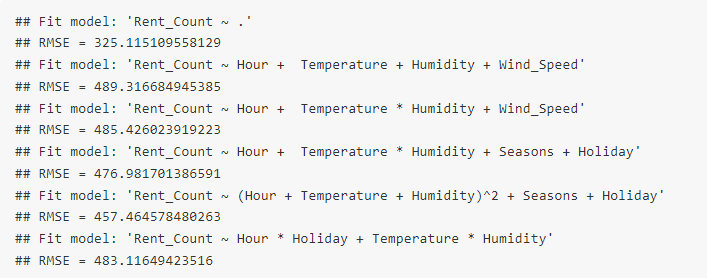 ## Fit model: 'Rent_Count ~ .'
## RMSE = 325.115109558129
## Fit model: 'Rent_Count ~ Hour +  Temperature + Humidity + Wind_Speed'
## RMSE = 489.316684945385
## Fit model: 'Rent_Count ~ Hour +  Temperature * Humidity + Wind_Speed'
## RMSE = 485.426023919223
## Fit model: 'Rent_Count ~ Hour +  Temperature * Humidity + Seasons + Holiday'
## RMSE = 476.981701386591
## Fit model: 'Rent_Count ~ (Hour + Temperature + Humidity)^2 + Seasons + Holiday'
## RMSE = 457.464578480263
## Fit model: 'Rent_Count ~ Hour * Holiday + Temperature * Humidity'
## RMSE = 483.11649423516